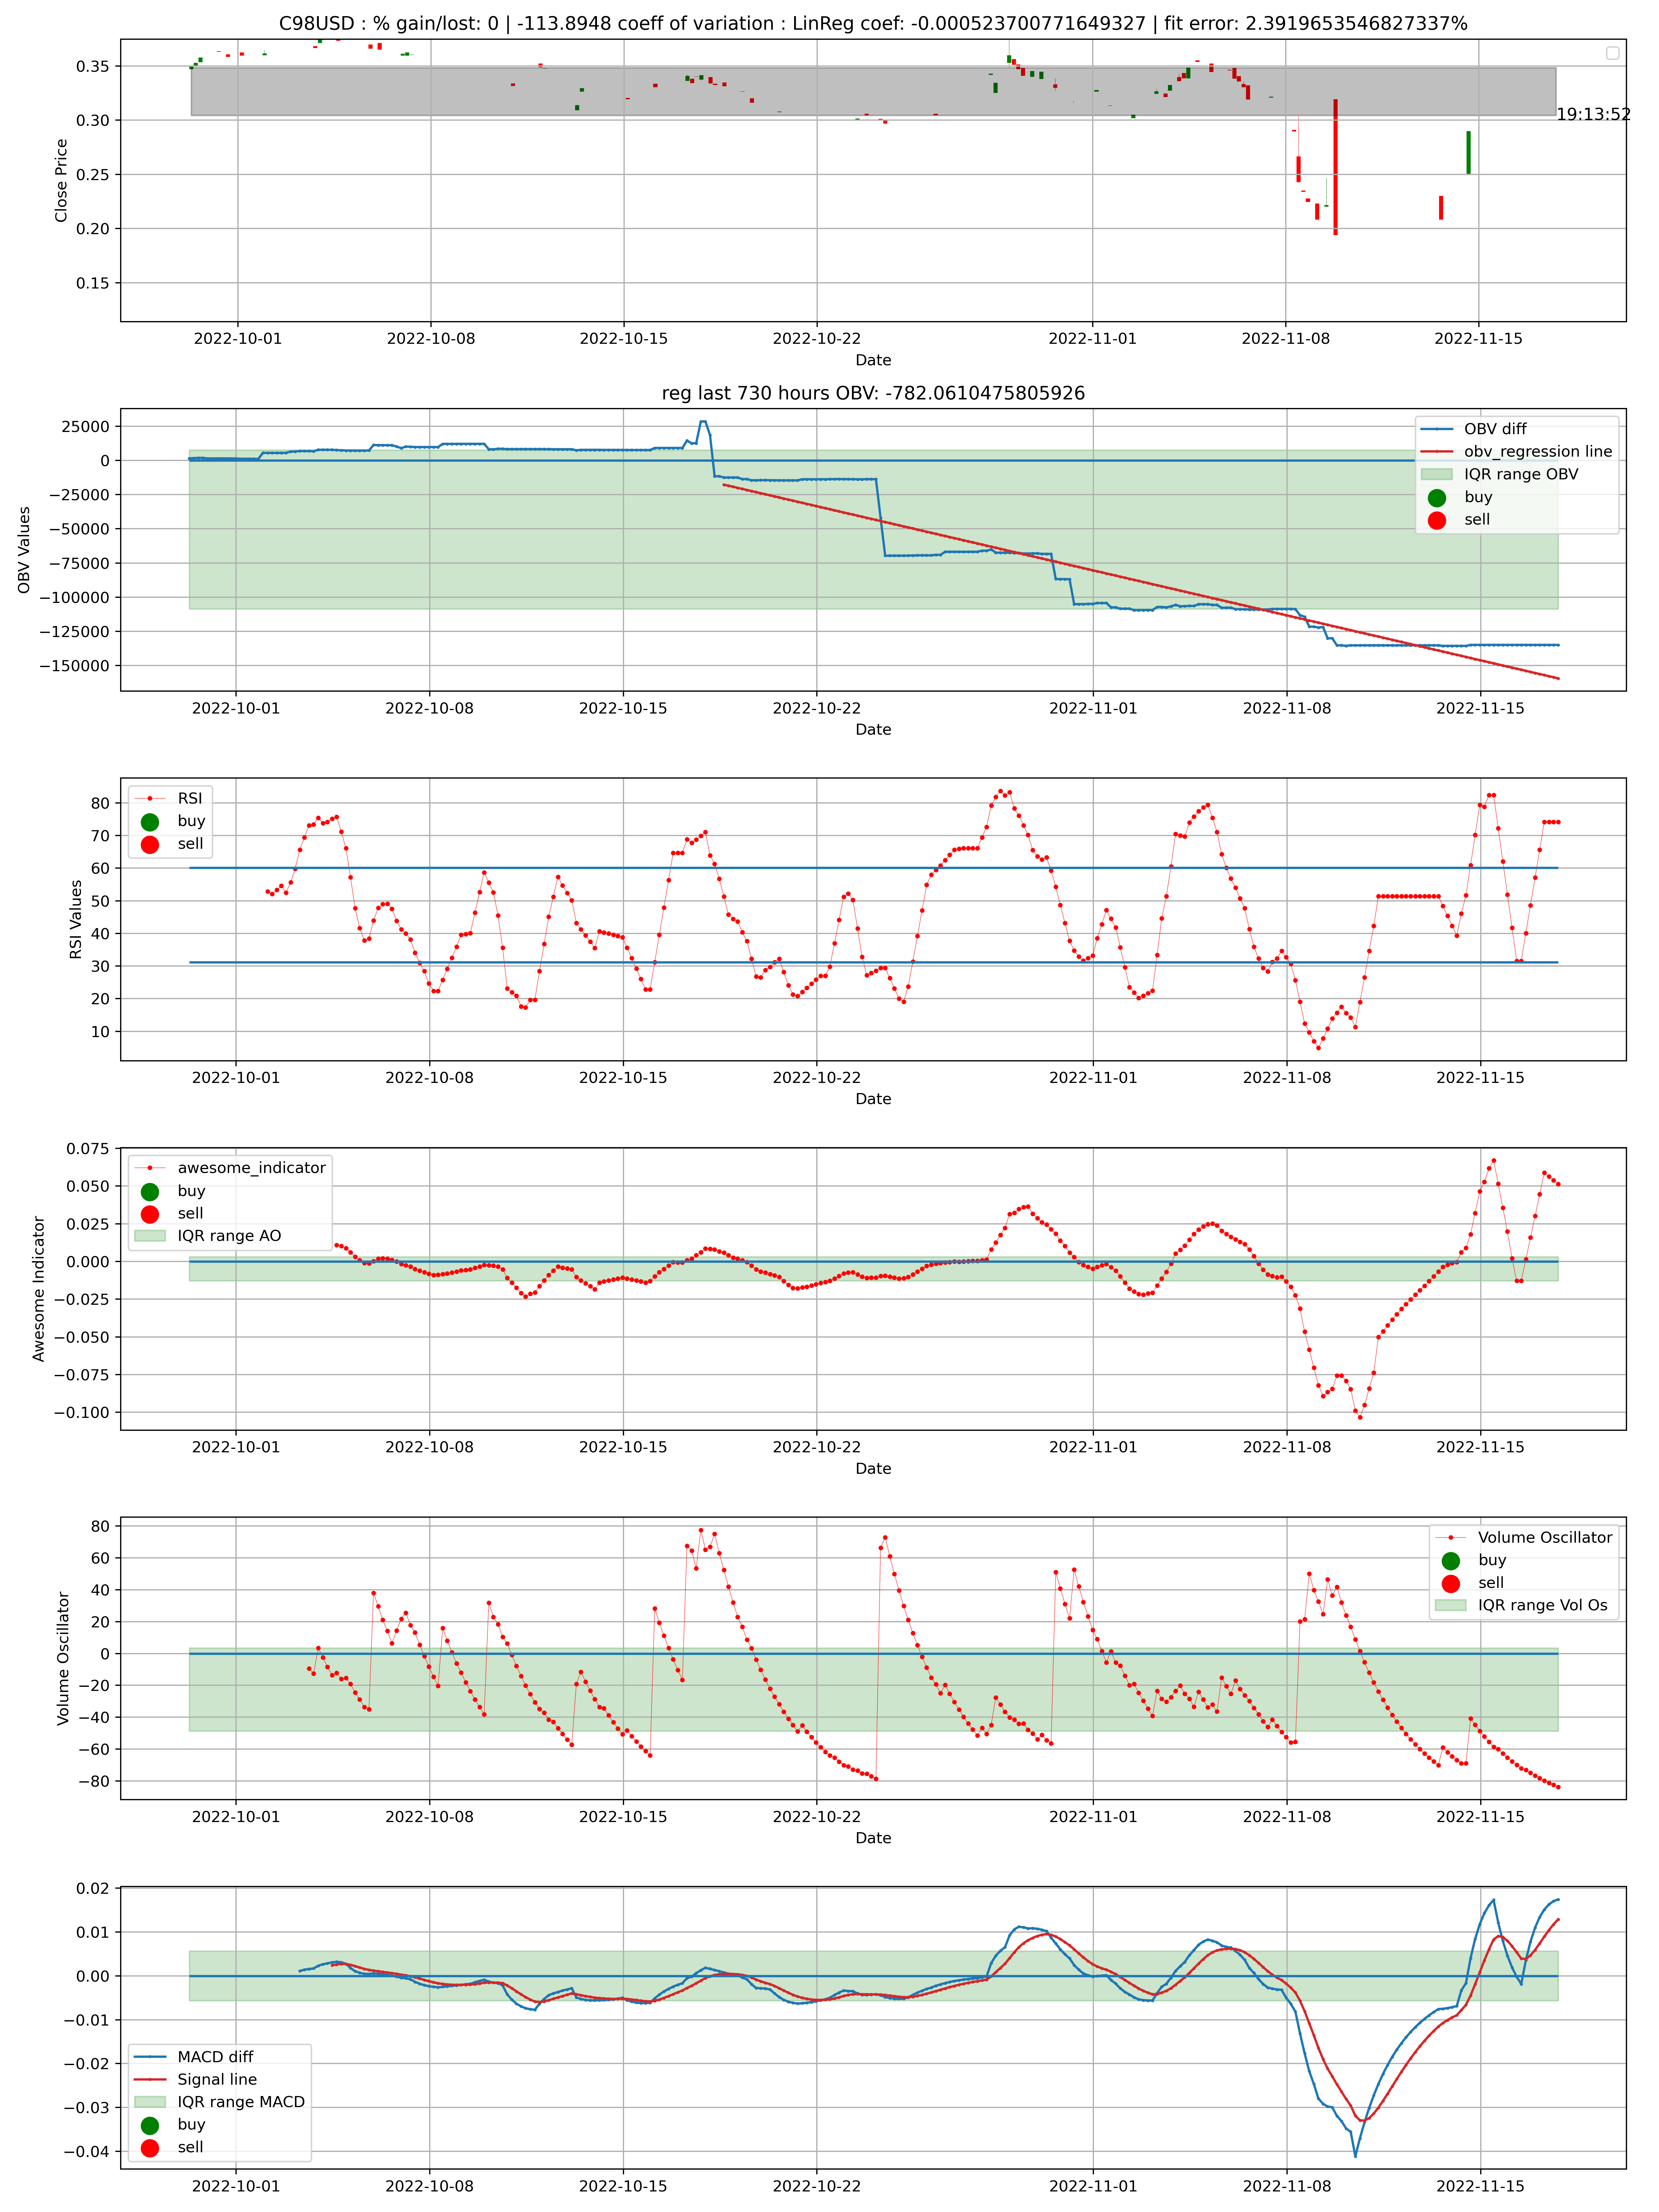 C98USD : % gain/lost: 0 | -113.8948 coeff of variation : LinReg coef: -0.000523700771649327 | fit error: 2.3919653546827337%
0.35
0.30
0.25
0.20
0.15
Close Price
19:13:52
2022-10-01 2022-10-08 2022-10-15 2022-10-22 2022-11-01 2022-11-08 2022-11-15
Date
reg last 730 hours OBV: -782.0610475805926
25000
0
−25000
−50000
−75000
−100000
−125000
−150000
OBV Values
OBV diff
obv_regression line
IQR range OBV
buy
sell
2022-10-01 2022-10-08 2022-10-15 2022-10-22 2022-11-01 2022-11-08 2022-11-15
Date
80
70
60
50
40
30
20
10
RSI Values
RSI
buy
sell
2022-10-01 2022-10-08 2022-10-15 2022-10-22 2022-11-01 2022-11-08 2022-11-15
Date
0.075
0.050
0.025
0.000
−0.025
−0.050
−0.075
−0.100
Awesome Indicator
awesome_indicator
buy
sell
IQR range AO
2022-10-01 2022-10-08 2022-10-15 2022-10-22 2022-11-01 2022-11-08 2022-11-15
Date
80
60
40
20
0
−20
−40
−60
−80
Volume Oscillator
Volume Oscillator
buy
sell
IQR range Vol Os
2022-10-01 2022-10-08 2022-10-15 2022-10-22 2022-11-01 2022-11-08 2022-11-15
Date
0.02
0.01
0.00
−0.01
−0.02
−0.03
−0.04
MACD diff
Signal line
IQR range MACD
buy
sell
2022-10-01 2022-10-08 2022-10-15 2022-10-22 2022-11-01 2022-11-08 2022-11-15